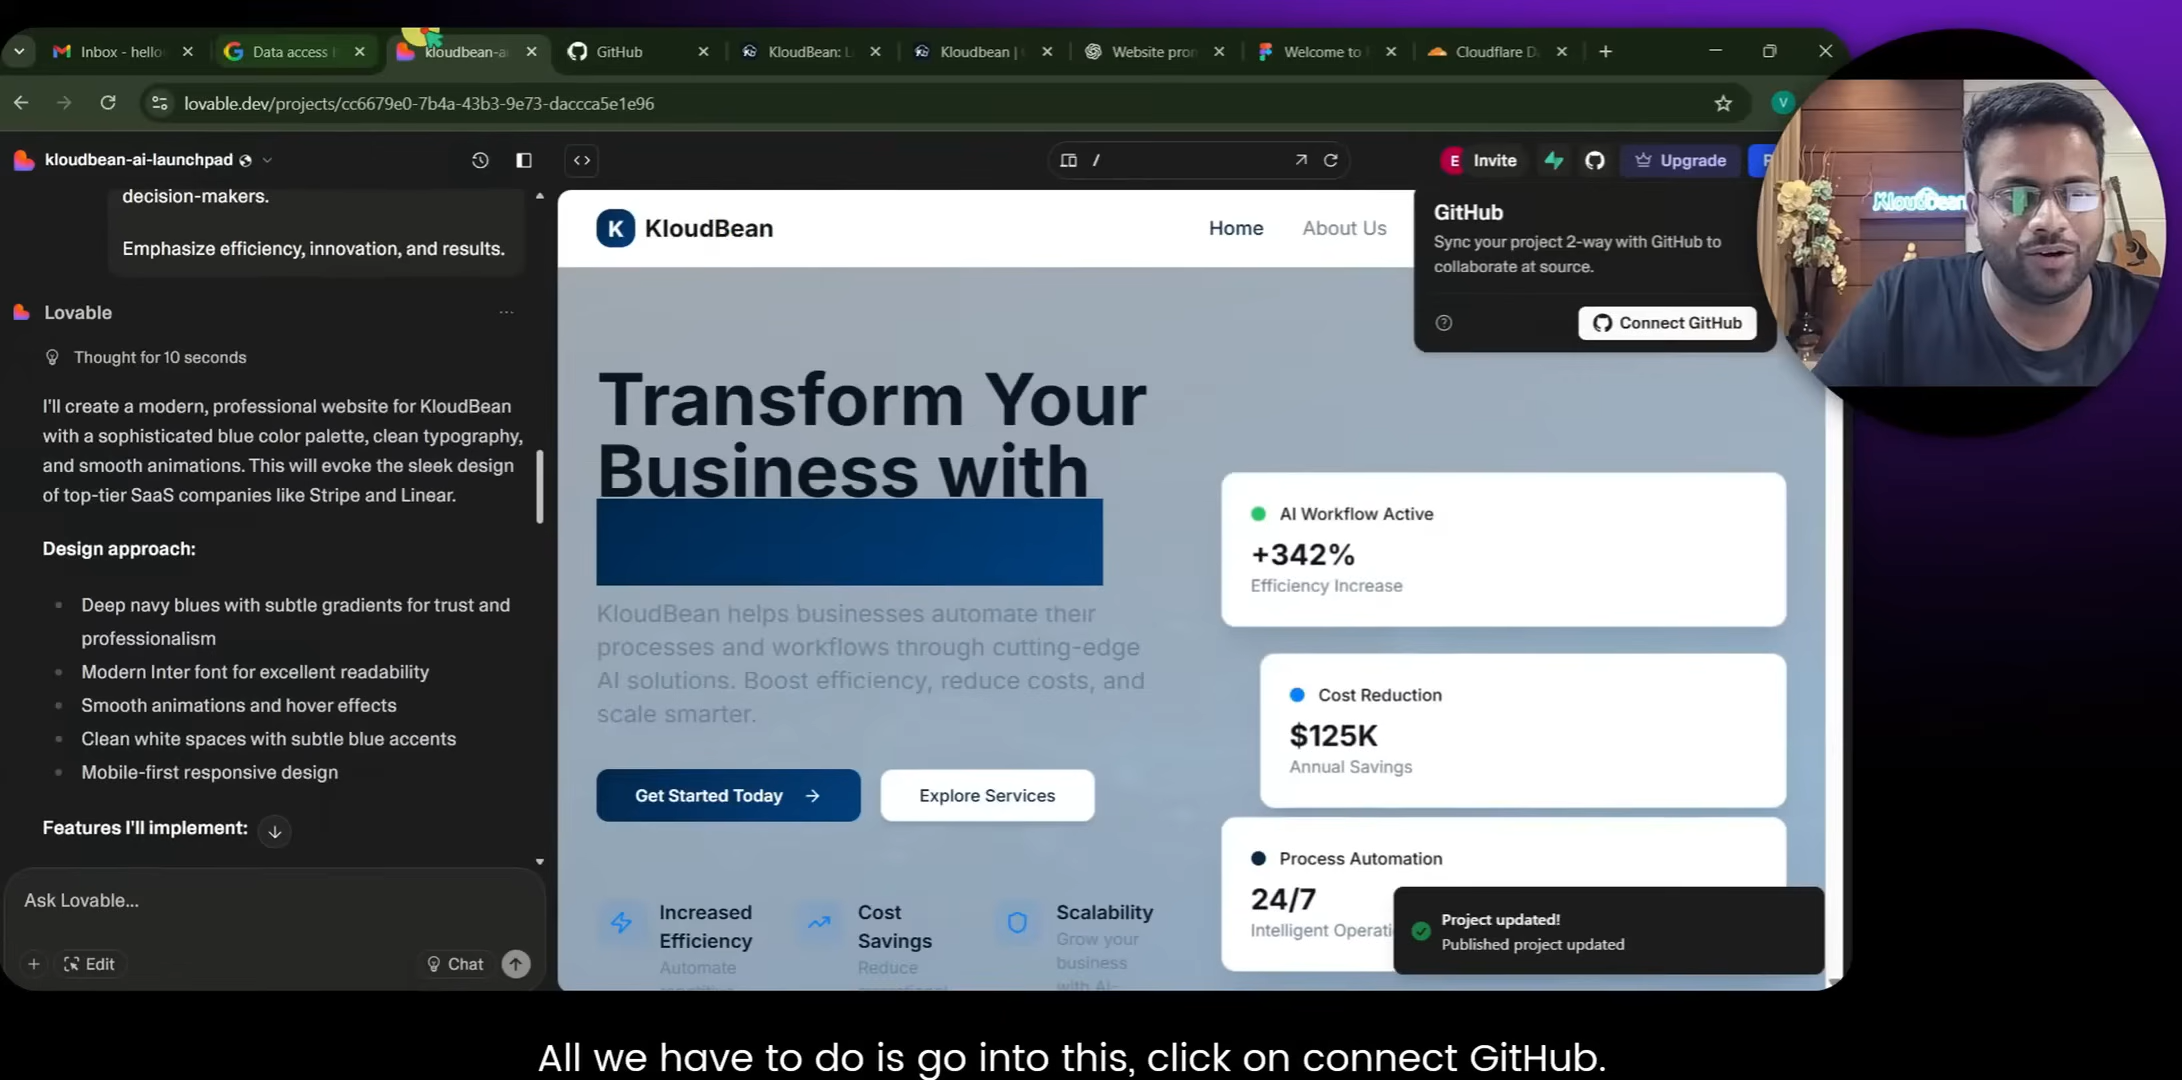 Inbox - hello
Data access
kloudbean-a
GitHub
KloudBean: L
Kloudbean |
Website pro
Welcome to
Cloudflare D
lovable.dev/projects/cc6679e0-7b4a-43b3-9e73-daccca5e1e96
V
kloudbean-ai-launchpad
/
E Invite
Upgrade
decision-makers.
Emphasize efficiency, innovation, and results.
Lovable
Thought for 10 seconds
I'll create a modern, professional website for KloudBean
with a sophisticated blue color palette, clean typography,
and smooth animations. This will evoke the sleek design
of top-tier SaaS companies like Stripe and Linear.
Design approach:
Deep navy blues with subtle gradients for trust and
professionalism
Modern Inter font for excellent readability
Smooth animations and hover effects
Clean white spaces with subtle blue accents
Mobile-first responsive design
Features I'll implement:
Ask Lovable...
Edit
Chat
K KloudBean
Home About Us
GitHub
Sync your project 2-way with GitHub to
collaborate at source.
Connect GitHub
KloudBean
Transform Your
Business with
KloudBean helps businesses automate their
processes and workflows through cutting-edge
AI solutions. Boost efficiency, reduce costs, and
scale smarter.
Get Started Today
Explore Services
Increased
Efficiency
Automate
Cost
Savings
Reduce
Scalability
Grow your
business
with AI-
AI Workflow Active
+342%
Efficiency Increase
Cost Reduction
$125K
Annual Savings
Process Automation
24/7
Intelligent Operati
Project updated!
Published project updated
All we have to do is go into this, click on connect GitHub.